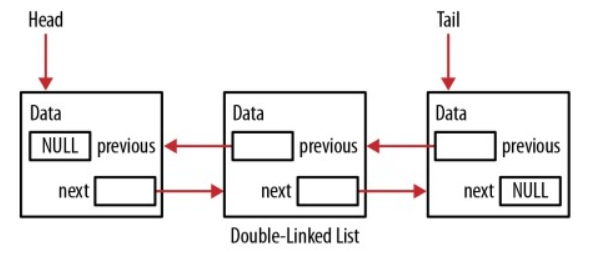 Head Tail
Data Data Data
NULL previous previous previous
next next next NULL
Double-Linked List